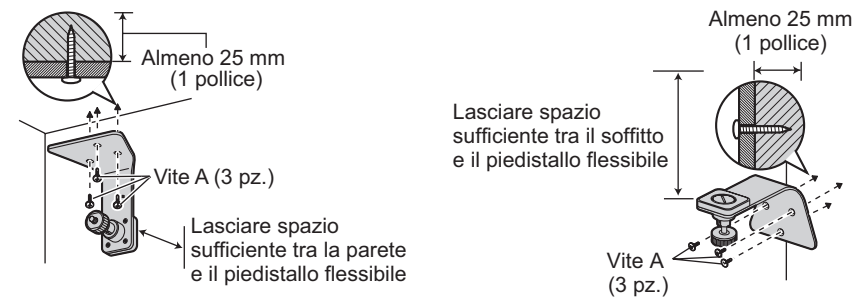 Almeno 25 mm
(1 pollice)
Vite A (3 pz.)
Lasciare spazio
sufficiente tra la parete
e il piedistallo flessibile
Almeno 25 mm
(1 pollice)
Lasciare spazio
sufficiente tra il soffitto
e il piedistallo flessibile
Vite A
(3 pz.)